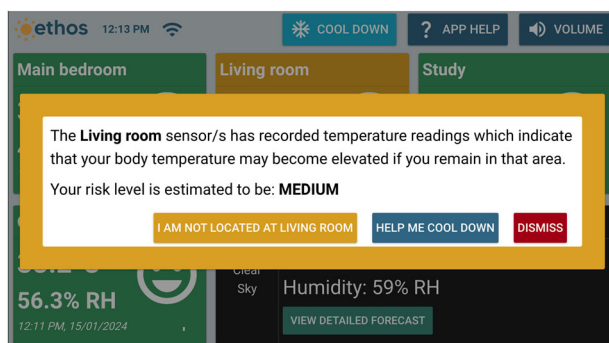 ethos 12:13 PM COOL DOWN ? APP HELP VOLUME
Main bedroom Living room Study
The Living room sensor/s has recorded temperature readings which indicate
that your body temperature may become elevated if you remain in that area.
Your risk level is estimated to be: MEDIUM
I AM NOT LOCATED AT LIVING ROOM HELP ME COOL DOWN DISMISS
Clear
Sky
Humidity: 59% RH
56.3% RH
VIEW DETAILED FORECAST
12:11 PM, 15/01/2024